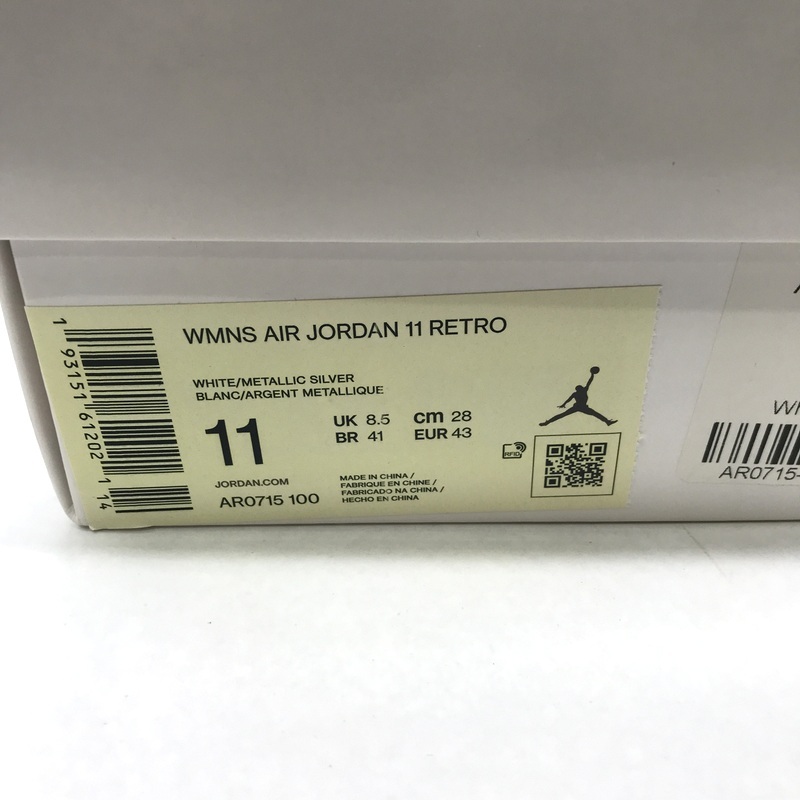 WMNS AIR JORDAN 11 RETRO
WHITE/METALLIC SILVER
BLANC/ARGENT METALLIQUE
11
UK 8.5 cm 28
BR 41 EUR 43
JORDAN.COM
AR0715 100
MADE IN CHINA /
FABRIQUE EN CHINE /
FABRICADO NA CHINA /
HECHO EN CHINA
RFID
1 93151 61202 1 14
AR0715-